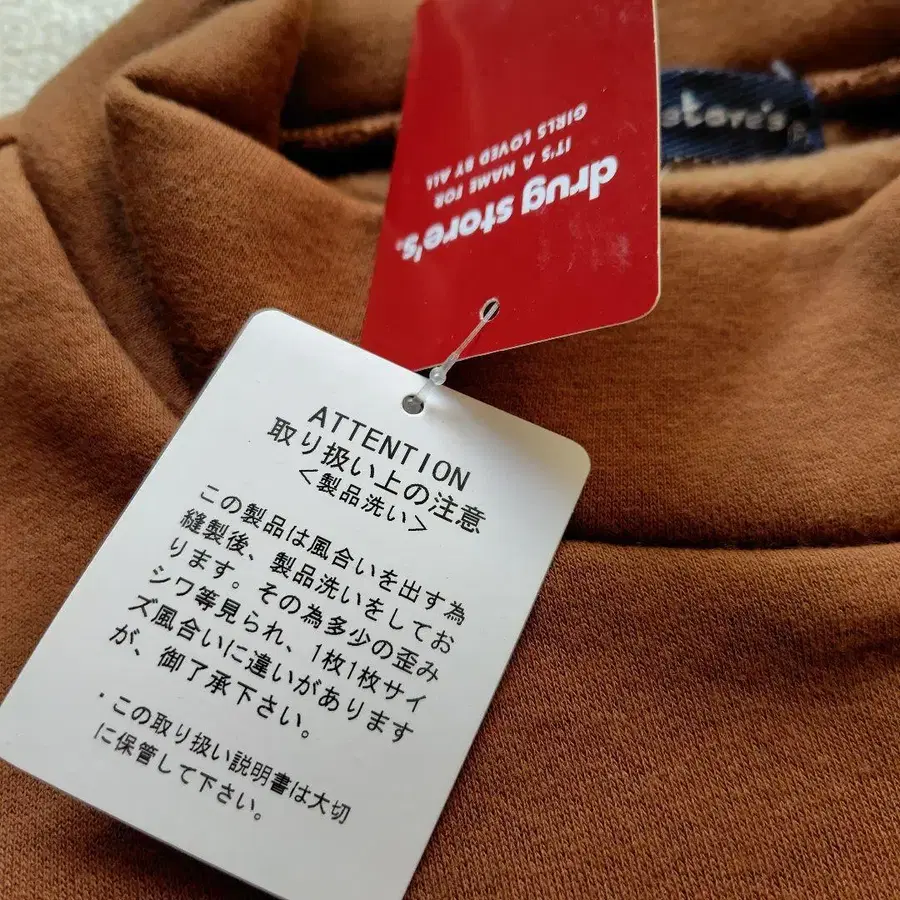 drug store's.
IT'S A NAME FOR
GIRLS LOVED BY ALL
store's
ATTENTION
取り扱い上の注意
<製品洗い>
この製品は風合いを出す為
縫製後、製品洗いをしてお
ります。その為多少の歪み
シワ等見られ、1枚1枚サイ
ズ風合いに違いがあります
が、御了承下さい。
・この取り扱い説明書は大切
に保管して下さい。